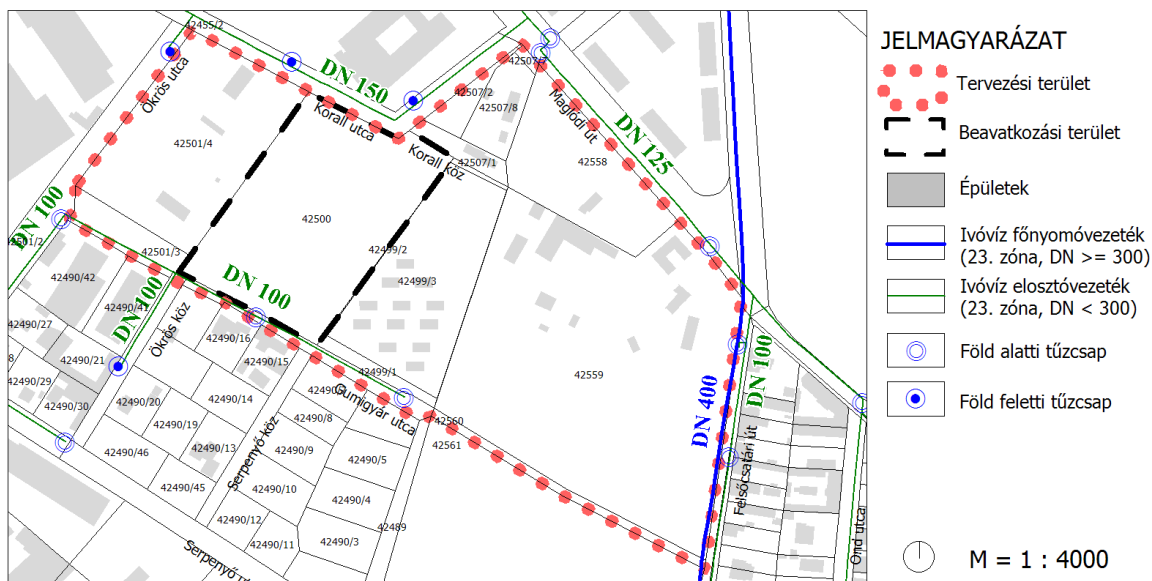 42455/2
Ökrös utca
DN 150
42507/7
42507/2
42507/8
Maglódi út
Korall utca
Korall köz
42501/4
42507/1
42558
DN 125
42500
DN 100
42501/2
42501/3
42499/2
42499/3
42490/42
42490/41
DN 100
DN 100
Ökrös köz
42490/27
42490/16
42490/21
42490/15
42499/1
42559
42490/29
42490/30
42490/20
42490/14
Gumigyár utca
42490/8
42560
42561
DN 400
DN 100
42490/19
42490/13
42490/46
Serpenyő köz
42490/9
42490/5
Felsőcsatári út
42490/45
42490/10
42490/4
42490/12
42490/11
42490/3
42489
Ond utca
JELMAGYARÁZAT
Tervezési terület
Beavatkozási terület
Épületek
Ivóvíz főnyomóvezeték
(23. zóna, DN >= 300)
Ivóvíz elosztóvezeték
(23. zóna, DN < 300)
Föld alatti tűzcsap
Föld feletti tűzcsap
M = 1 : 4000